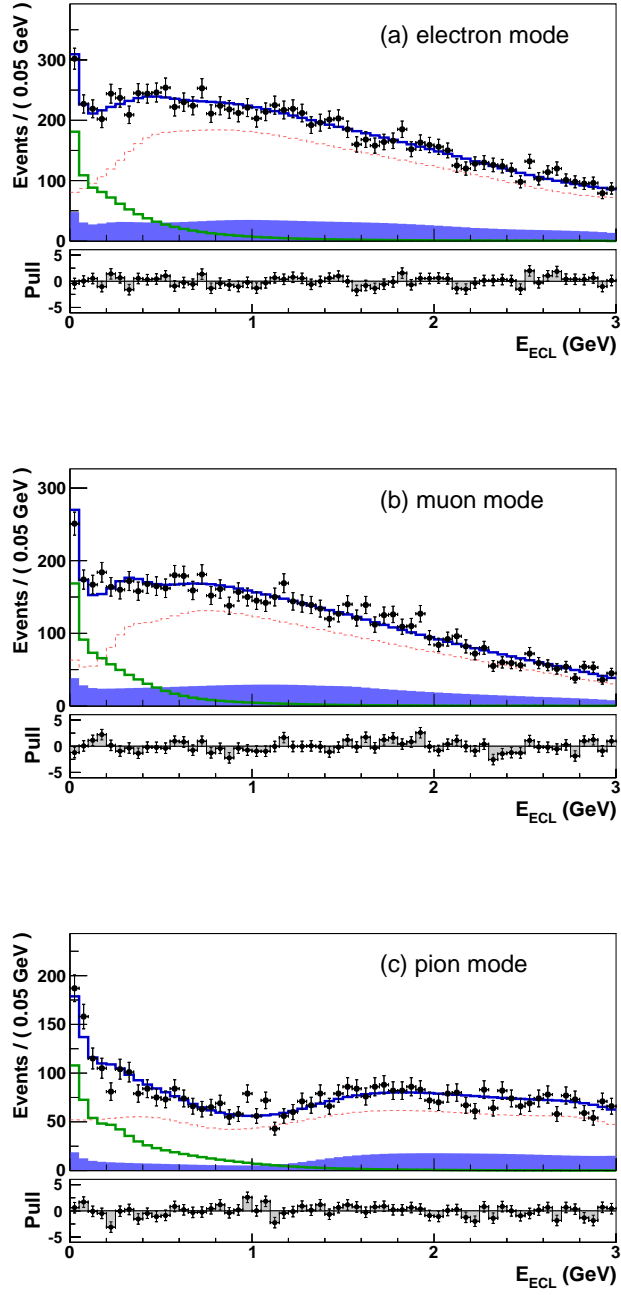 (a) electron mode
Events / ( 0.05 GeV )
300
200
100
0
Pull
5
0
-5
0 1 2 3
E_ECL (GeV)
(b) muon mode
Events / ( 0.05 GeV )
300
200
100
0
Pull
5
0
-5
0 1 2 3
E_ECL (GeV)
(c) pion mode
Events / ( 0.05 GeV )
200
150
100
50
0
Pull
5
0
-5
0 1 2 3
E_ECL (GeV)